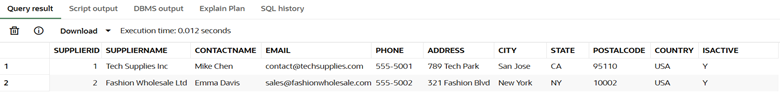 Query result Script output DBMS output Explain Plan SQL history
Download Execution time: 0.012 seconds
SUPPLIERID SUPPLIERNAME CONTACTNAME EMAIL PHONE ADDRESS CITY STATE POSTALCODE COUNTRY ISACTIVE
1 1 Tech Supplies Inc Mike Chen contact@techsupplies.com 555-5001 789 Tech Park San Jose CA 95110 USA Y
2 2 Fashion Wholesale Ltd Emma Davis sales@fashionwholesale.com 555-5002 321 Fashion Blvd New York NY 10002 USA Y